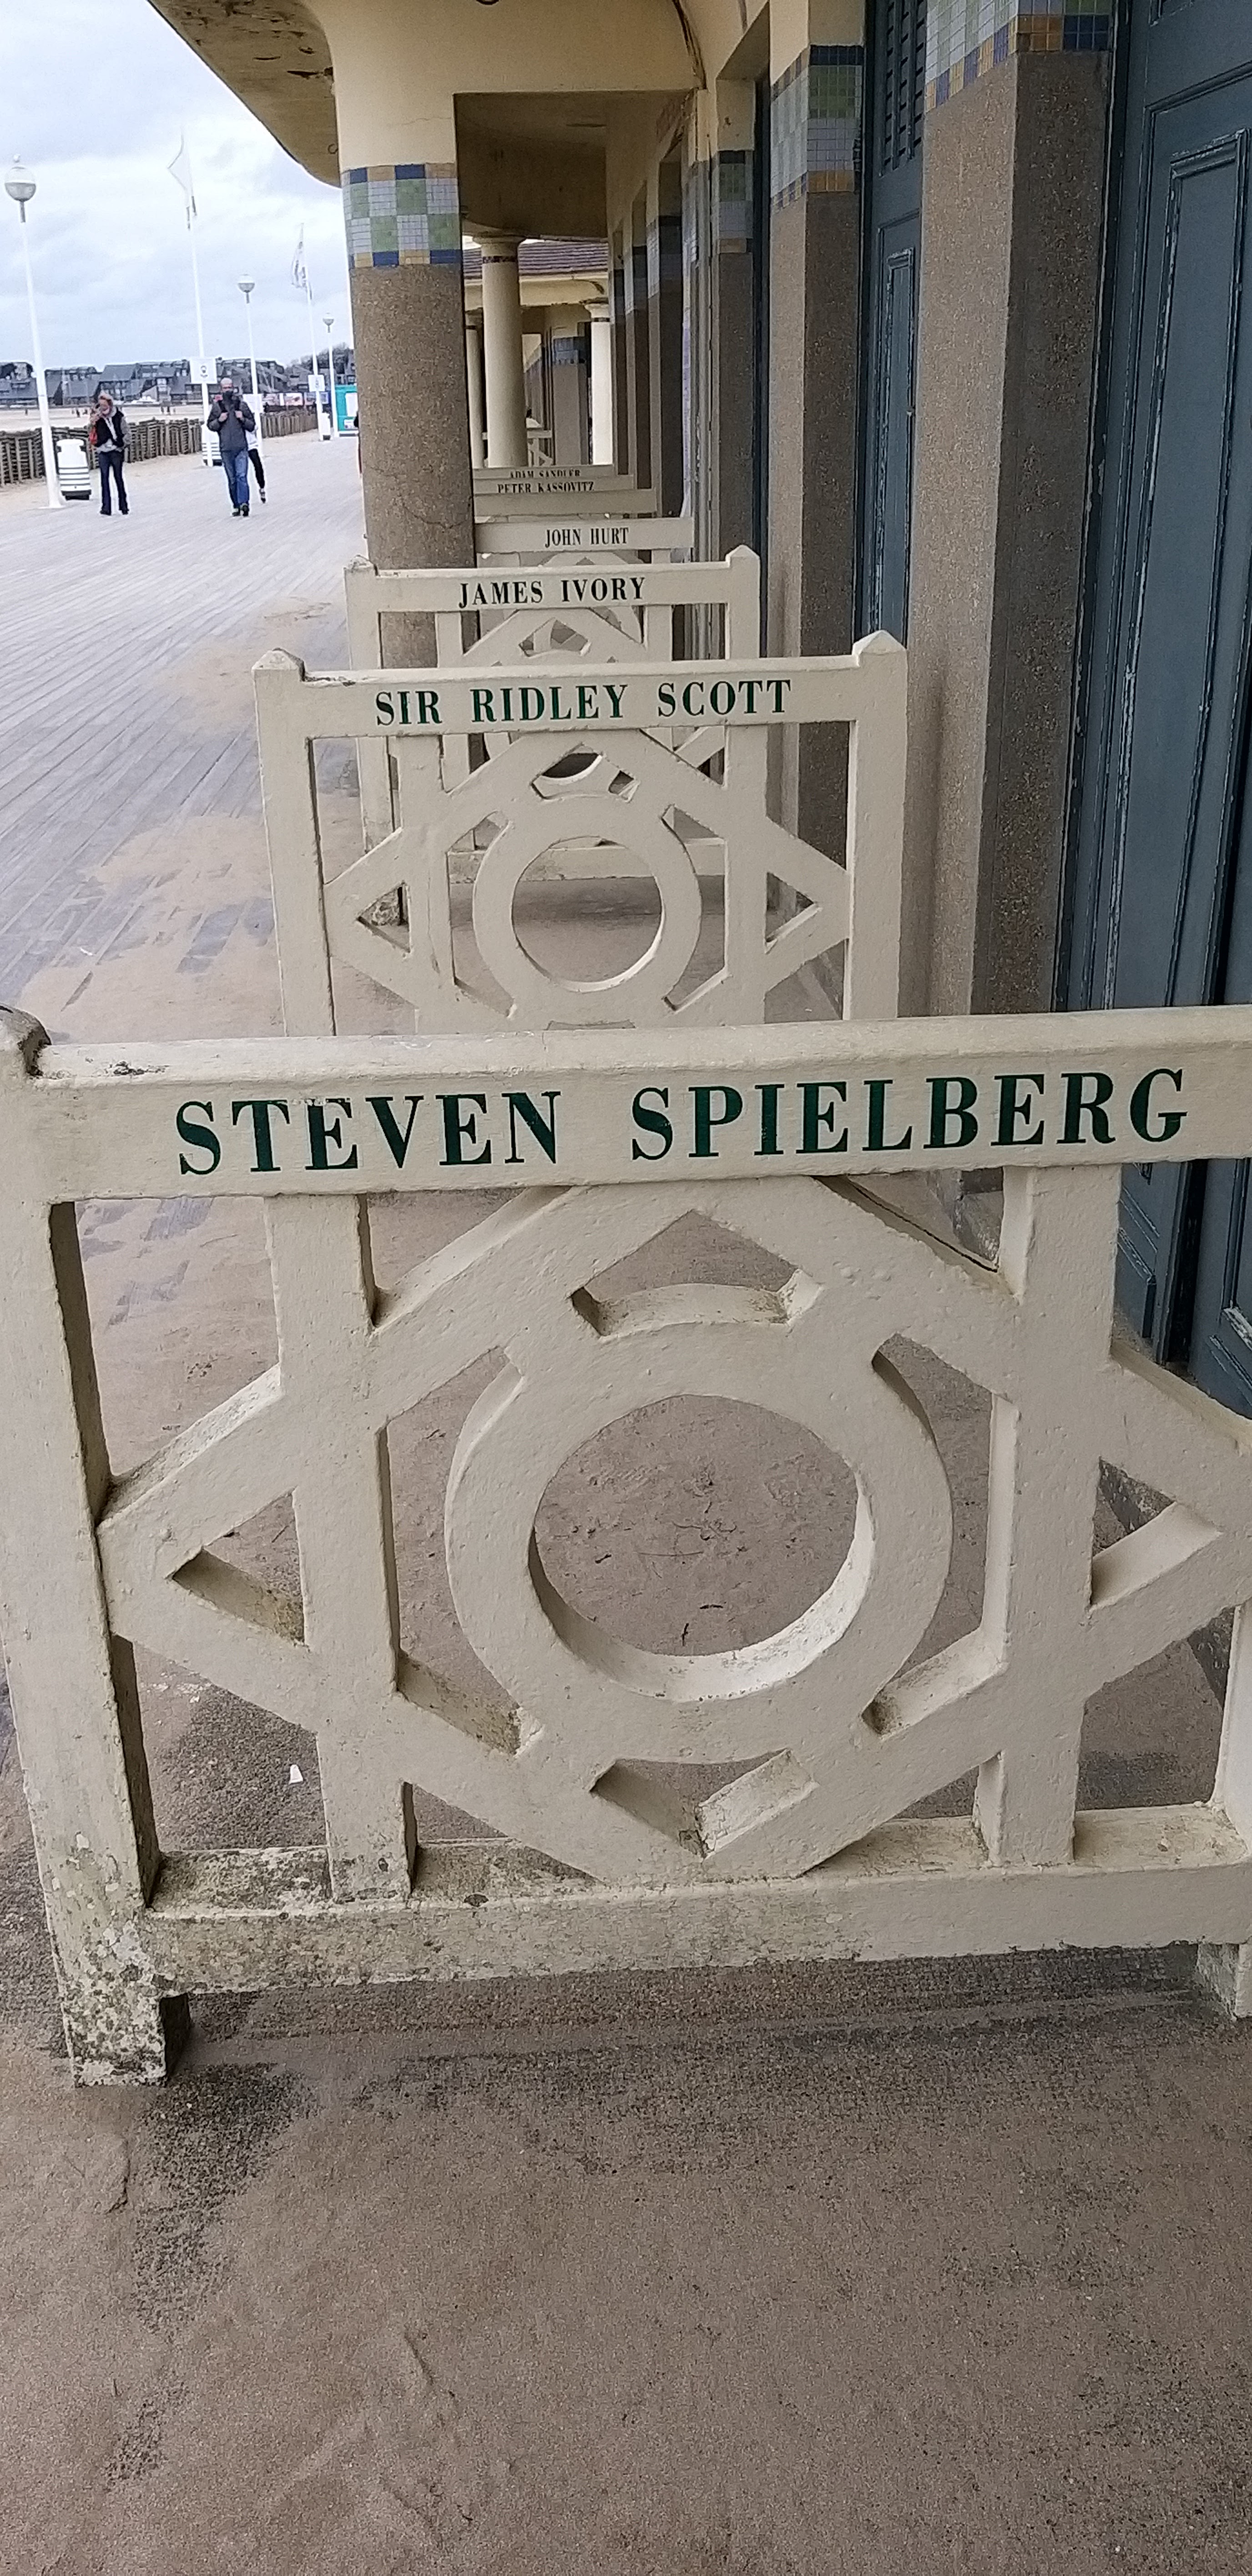 ADAM SANDLER
PETER KASSOVITZ
JOHN HURT
JAMES IVORY
SIR RIDLEY SCOTT
STEVEN SPIELBERG